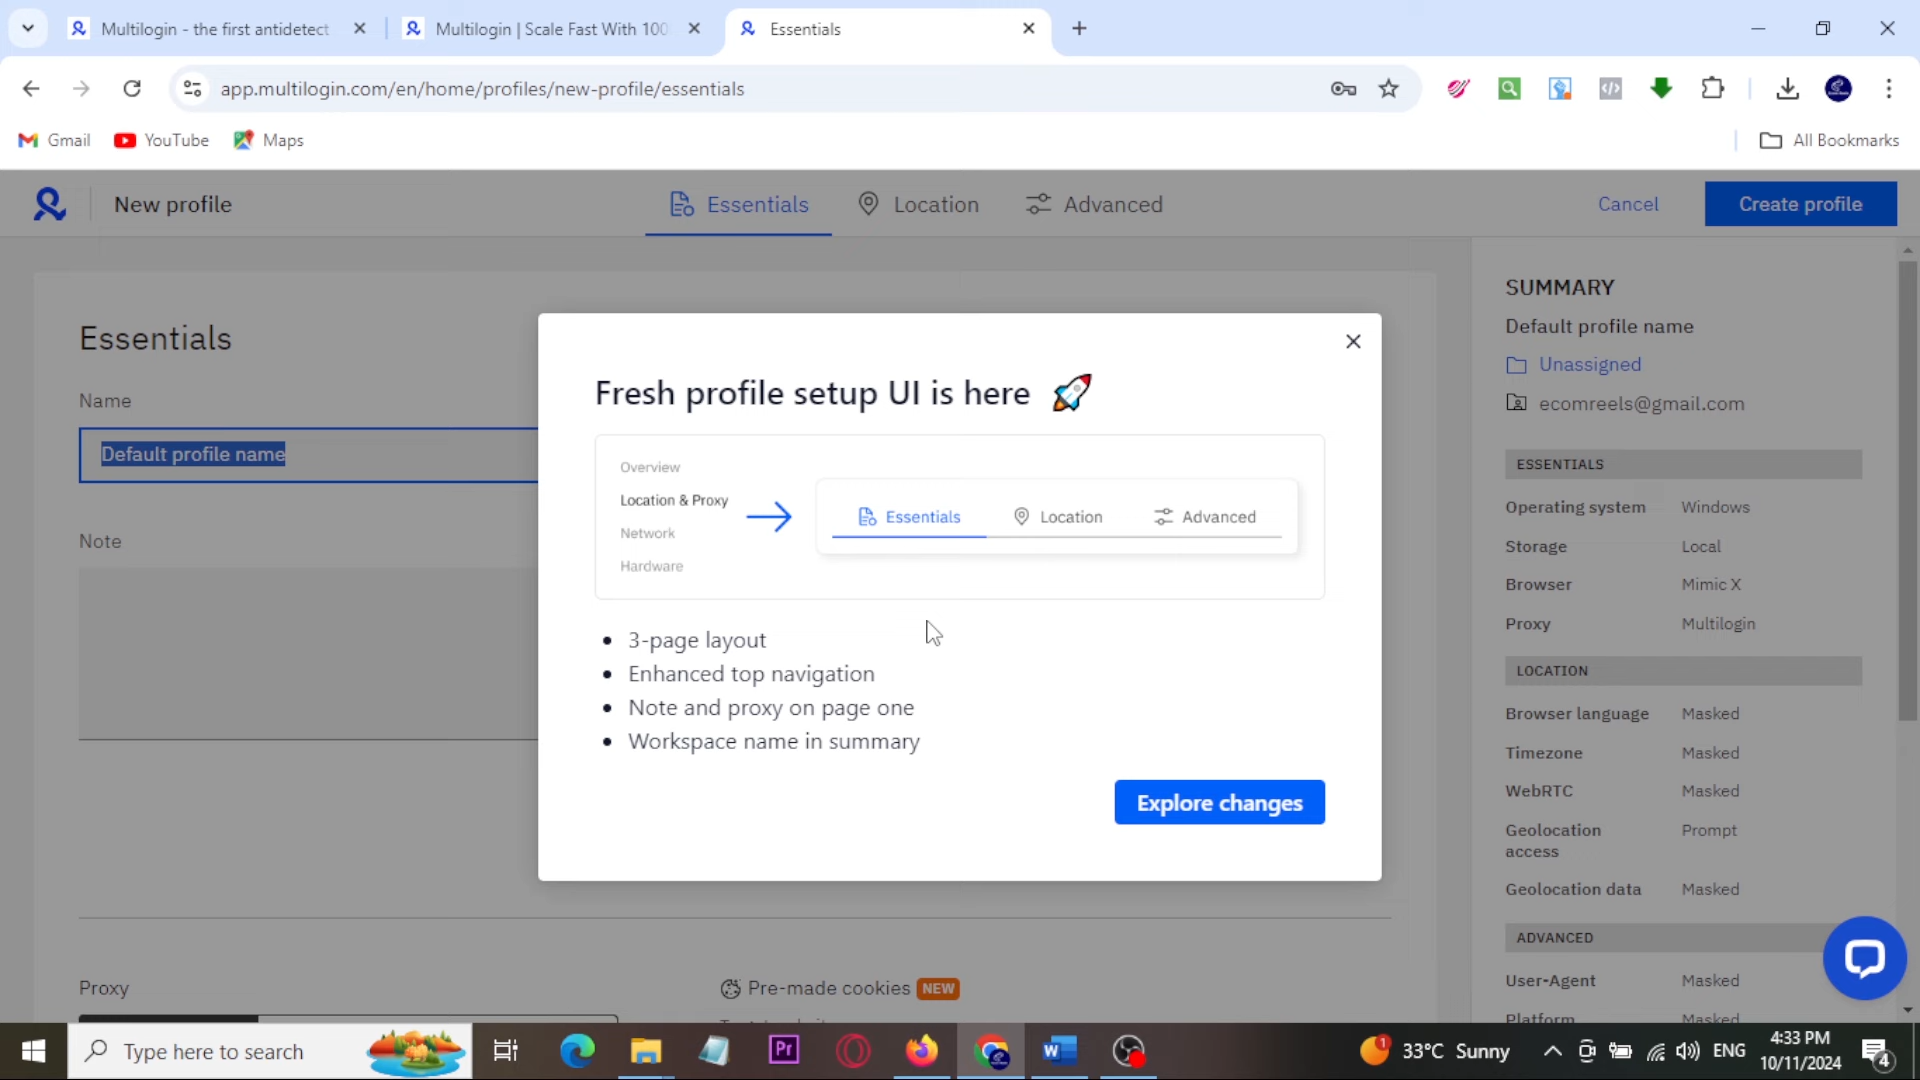 Multilogin - the first antidetect
Multilogin | Scale Fast With 100
Essentials
app.multilogin.com/en/home/profiles/new-profile/essentials
Gmail
YouTube
Maps
All Bookmarks
New profile
Essentials
Location
Advanced
Cancel
Create profile
Essentials
Name
Default profile name
Note
Proxy
Pre-made cookies NEW
Fresh profile setup UI is here 🚀
Overview
Location & Proxy
Network
Hardware
Essentials
Location
Advanced
3-page layout
Enhanced top navigation
Note and proxy on page one
Workspace name in summary
Explore changes
SUMMARY
Default profile name
Unassigned
ecomreels@gmail.com
ESSENTIALS
Operating system Windows
Storage Local
Browser Mimic X
Proxy Multilogin
LOCATION
Browser language Masked
Timezone Masked
WebRTC Masked
Geolocation Prompt
access
Geolocation data Masked
ADVANCED
User-Agent Masked
Platform Masked
Type here to search
Pr
1
33°C Sunny
ENG
4:33 PM
10/11/2024
4